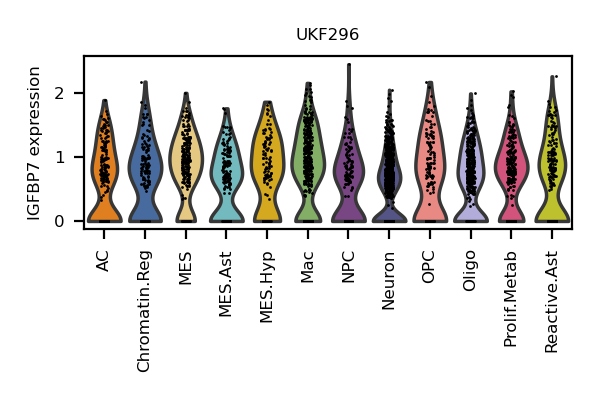 UKF296
IGFBP7 expression
2
1
0
AC
Chromatin.Reg
MES
MES.Ast
MES.Hyp
Mac
NPC
Neuron
OPC
Oligo
Prolif.Metab
Reactive.Ast